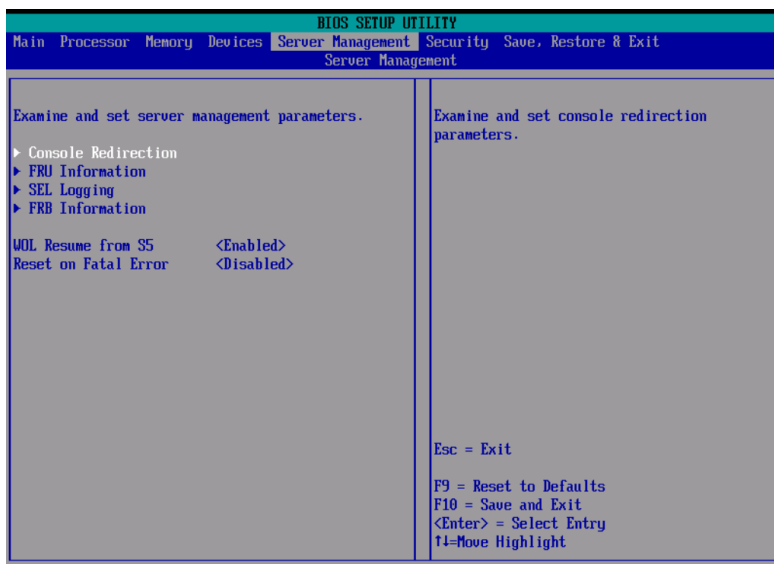 BIOS SETUP UTILITY
Main Processor Memory Devices Server Management Security Save, Restore & Exit
Server Management
Examine and set server management parameters.
▶ Console Redirection
▶ FRU Information
▶ SEL Logging
▶ FRB Information
WOL Resume from S5 <Enabled>
Reset on Fatal Error <Disabled>
Examine and set console redirection
parameters.
Esc = Exit
F9 = Reset to Defaults
F10 = Save and Exit
<Enter> = Select Entry
↑↓=Move Highlight